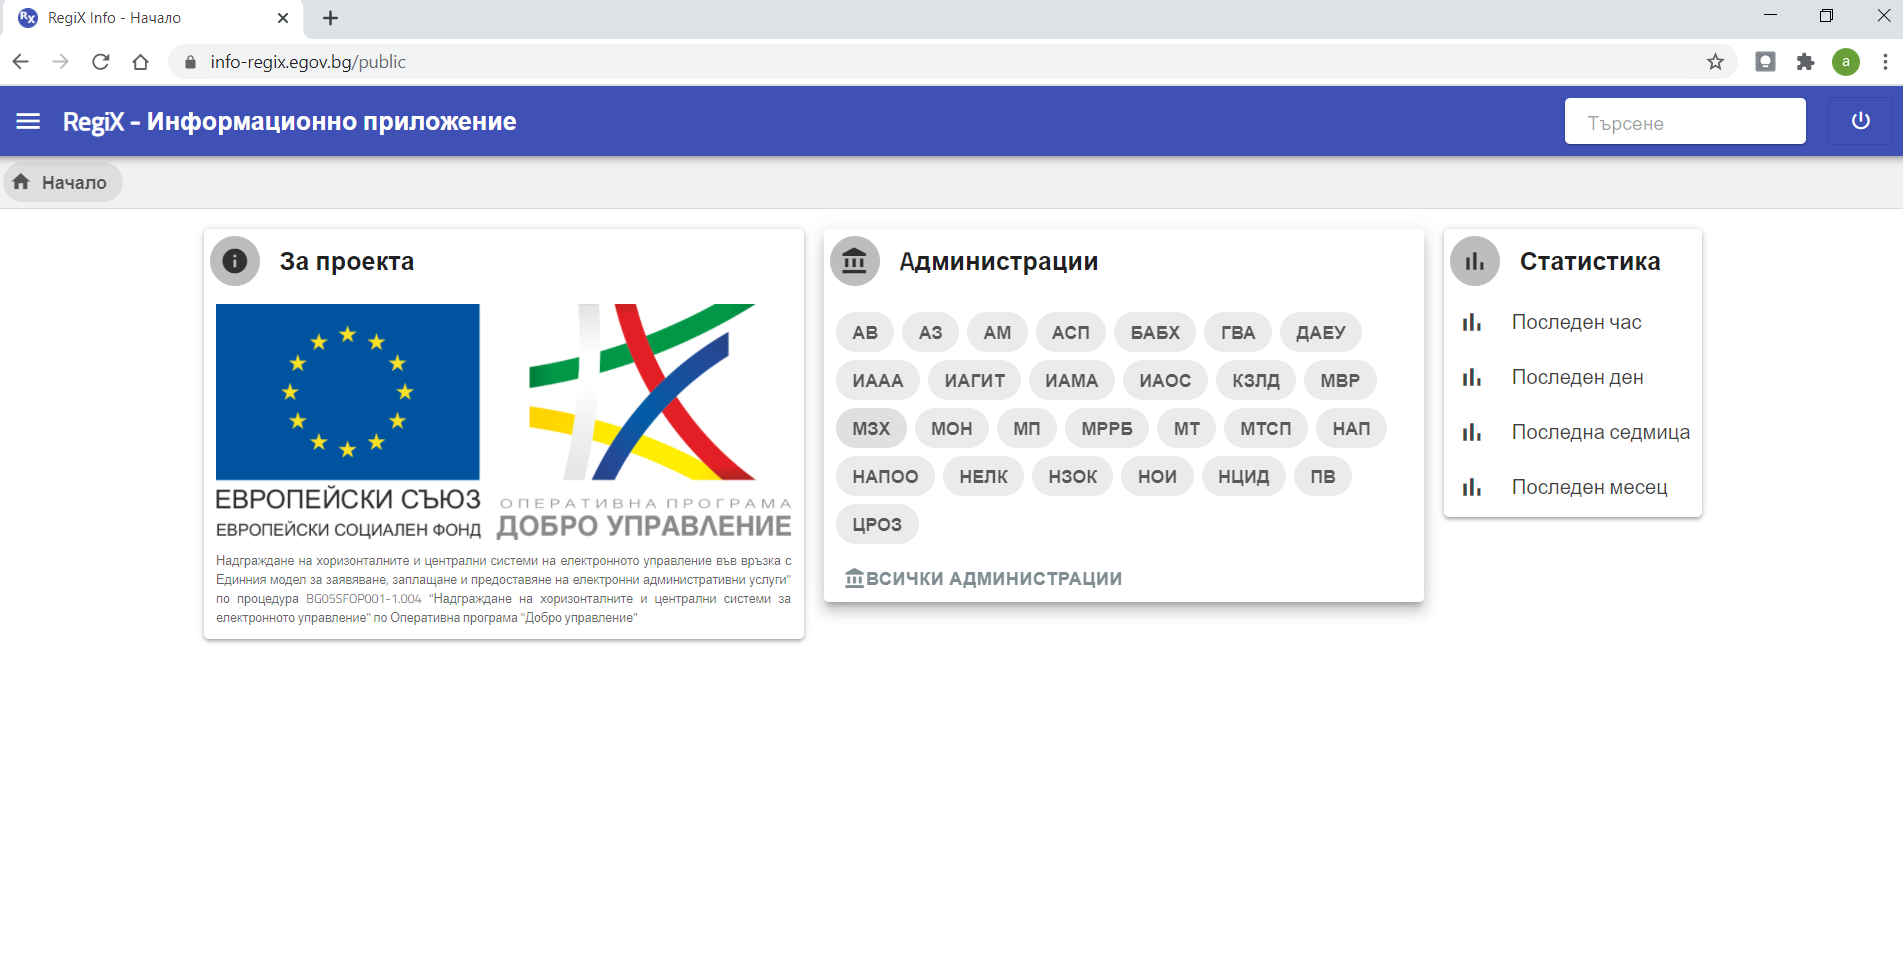 RegiX Info - Начало
info-regix.egov.bg/public
a
RegiX - Информационно приложение
Търсене
Начало
За проекта
ЕВРОПЕЙСКИ СЪЮЗ
ЕВРОПЕЙСКИ СОЦИАЛЕН ФОНД
ОПЕРАТИВНА ПРОГРАМА
ДОБРО УПРАВЛЕНИЕ
Надграждане на хоризонталните и централни системи на електронното управление във връзка с
Единния модел за заявяване, заплащане и предоставяне на електронни административни услуги"
по процедура BG05SFOP001-1.004 "Надграждане на хоризонталните и централни системи за
електронното управление" по Оперативна програма "Добро управление"
Администрации
АВ АЗ АМ АСП БАБХ ГВА ДАЕУ
ИААА ИАГИТ ИАМА ИАОС КЗЛД МВР
МЗХ МОН МП МРРБ МТ МТСП НАП
НАПОО НЕЛК НЗОК НОИ НЦИД ПВ
ЦРОЗ
ВСИЧКИ АДМИНИСТРАЦИИ
Статистика
Последен час
Последен ден
Последна седмица
Последен месец